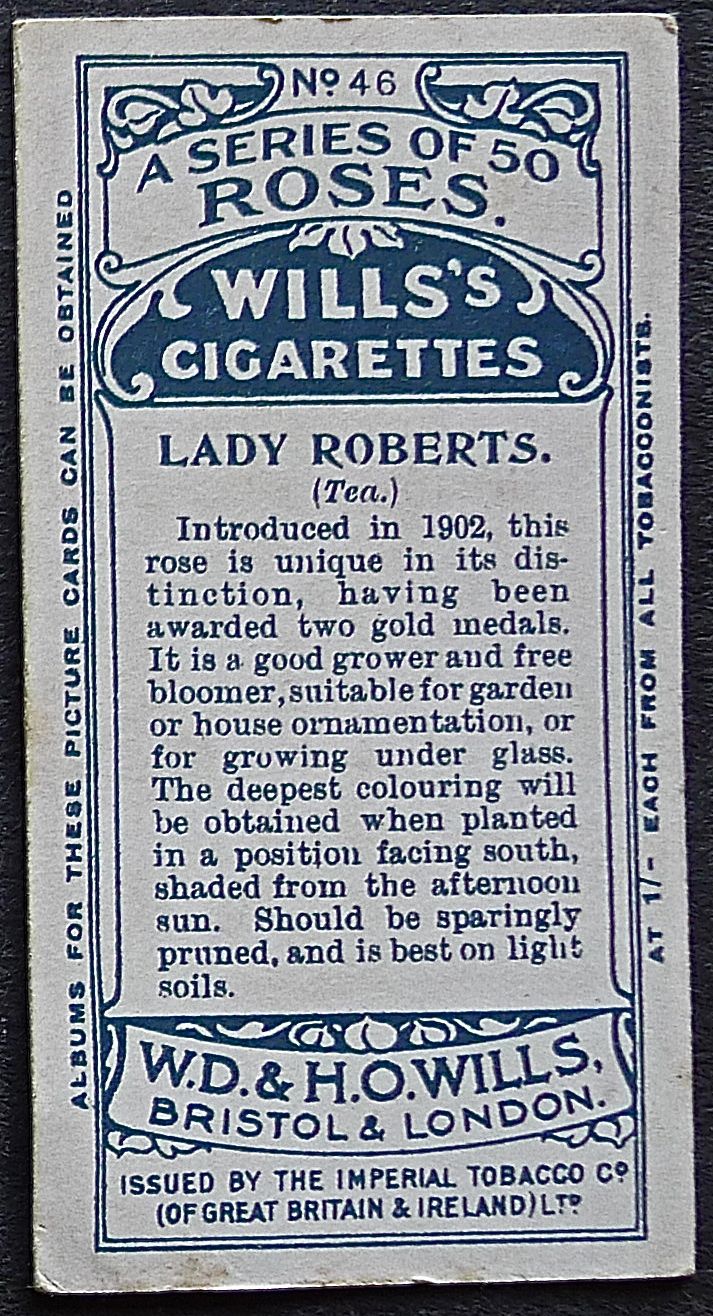 Nº 46
A SERIES OF 50
ROSES.
WILLS'S
CIGARETTES
LADY ROBERTS.
(Tea.)
Introduced in 1902, this
rose is unique in its dis-
tinction, having been
awarded two gold medals.
It is a good grower and free
bloomer, suitable for garden
or house ornamentation, or
for growing under glass.
The deepest colouring will
be obtained when planted
in a position facing south,
shaded from the afternoon
sun. Should be sparingly
pruned, and is best on light
soils.
W.D. & H.O. WILLS,
BRISTOL & LONDON.
ISSUED BY THE IMPERIAL TOBACCO Cº
(OF GREAT BRITAIN & IRELAND) LTD
ALBUMS FOR THESE PICTURE CARDS CAN BE OBTAINED
AT 1/- EACH FROM ALL TOBACCONISTS.